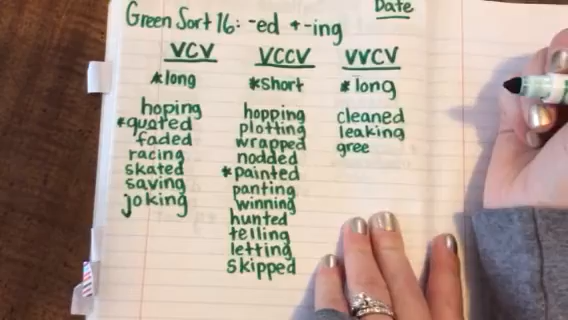 Date
Green Sort 16: -ed + -ing
VCV
*long
hoping
*quoted
faded
racing
skated
saving
joking
VCCV
*short
hopping
plotting
wrapped
nodded
*painted
panting
winning
hunted
telling
letting
skipped
VVCV
*long
cleaned
leaking
gree